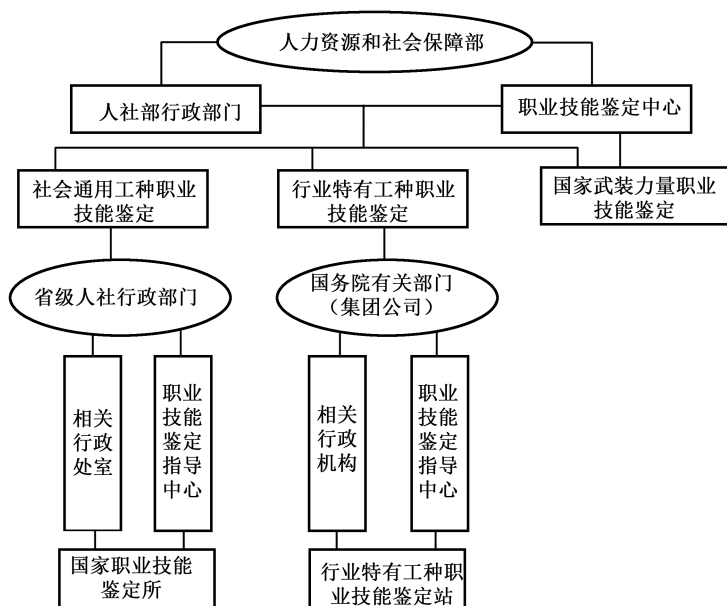 人力资源和社会保障部
人社部行政部门
职业技能鉴定中心
社会通用工种职业
技能鉴定
行业特有工种职业
技能鉴定
国家武装力量职业
技能鉴定
省级人社行政部门
国务院有关部门
（集团公司）
相关
行政
处室
职业
技能
鉴定
指导
中心
相关
行政
机构
职业
技能
鉴定
指导
中心
国家职业技能
鉴定所
行业特有工种职
业技能鉴定站